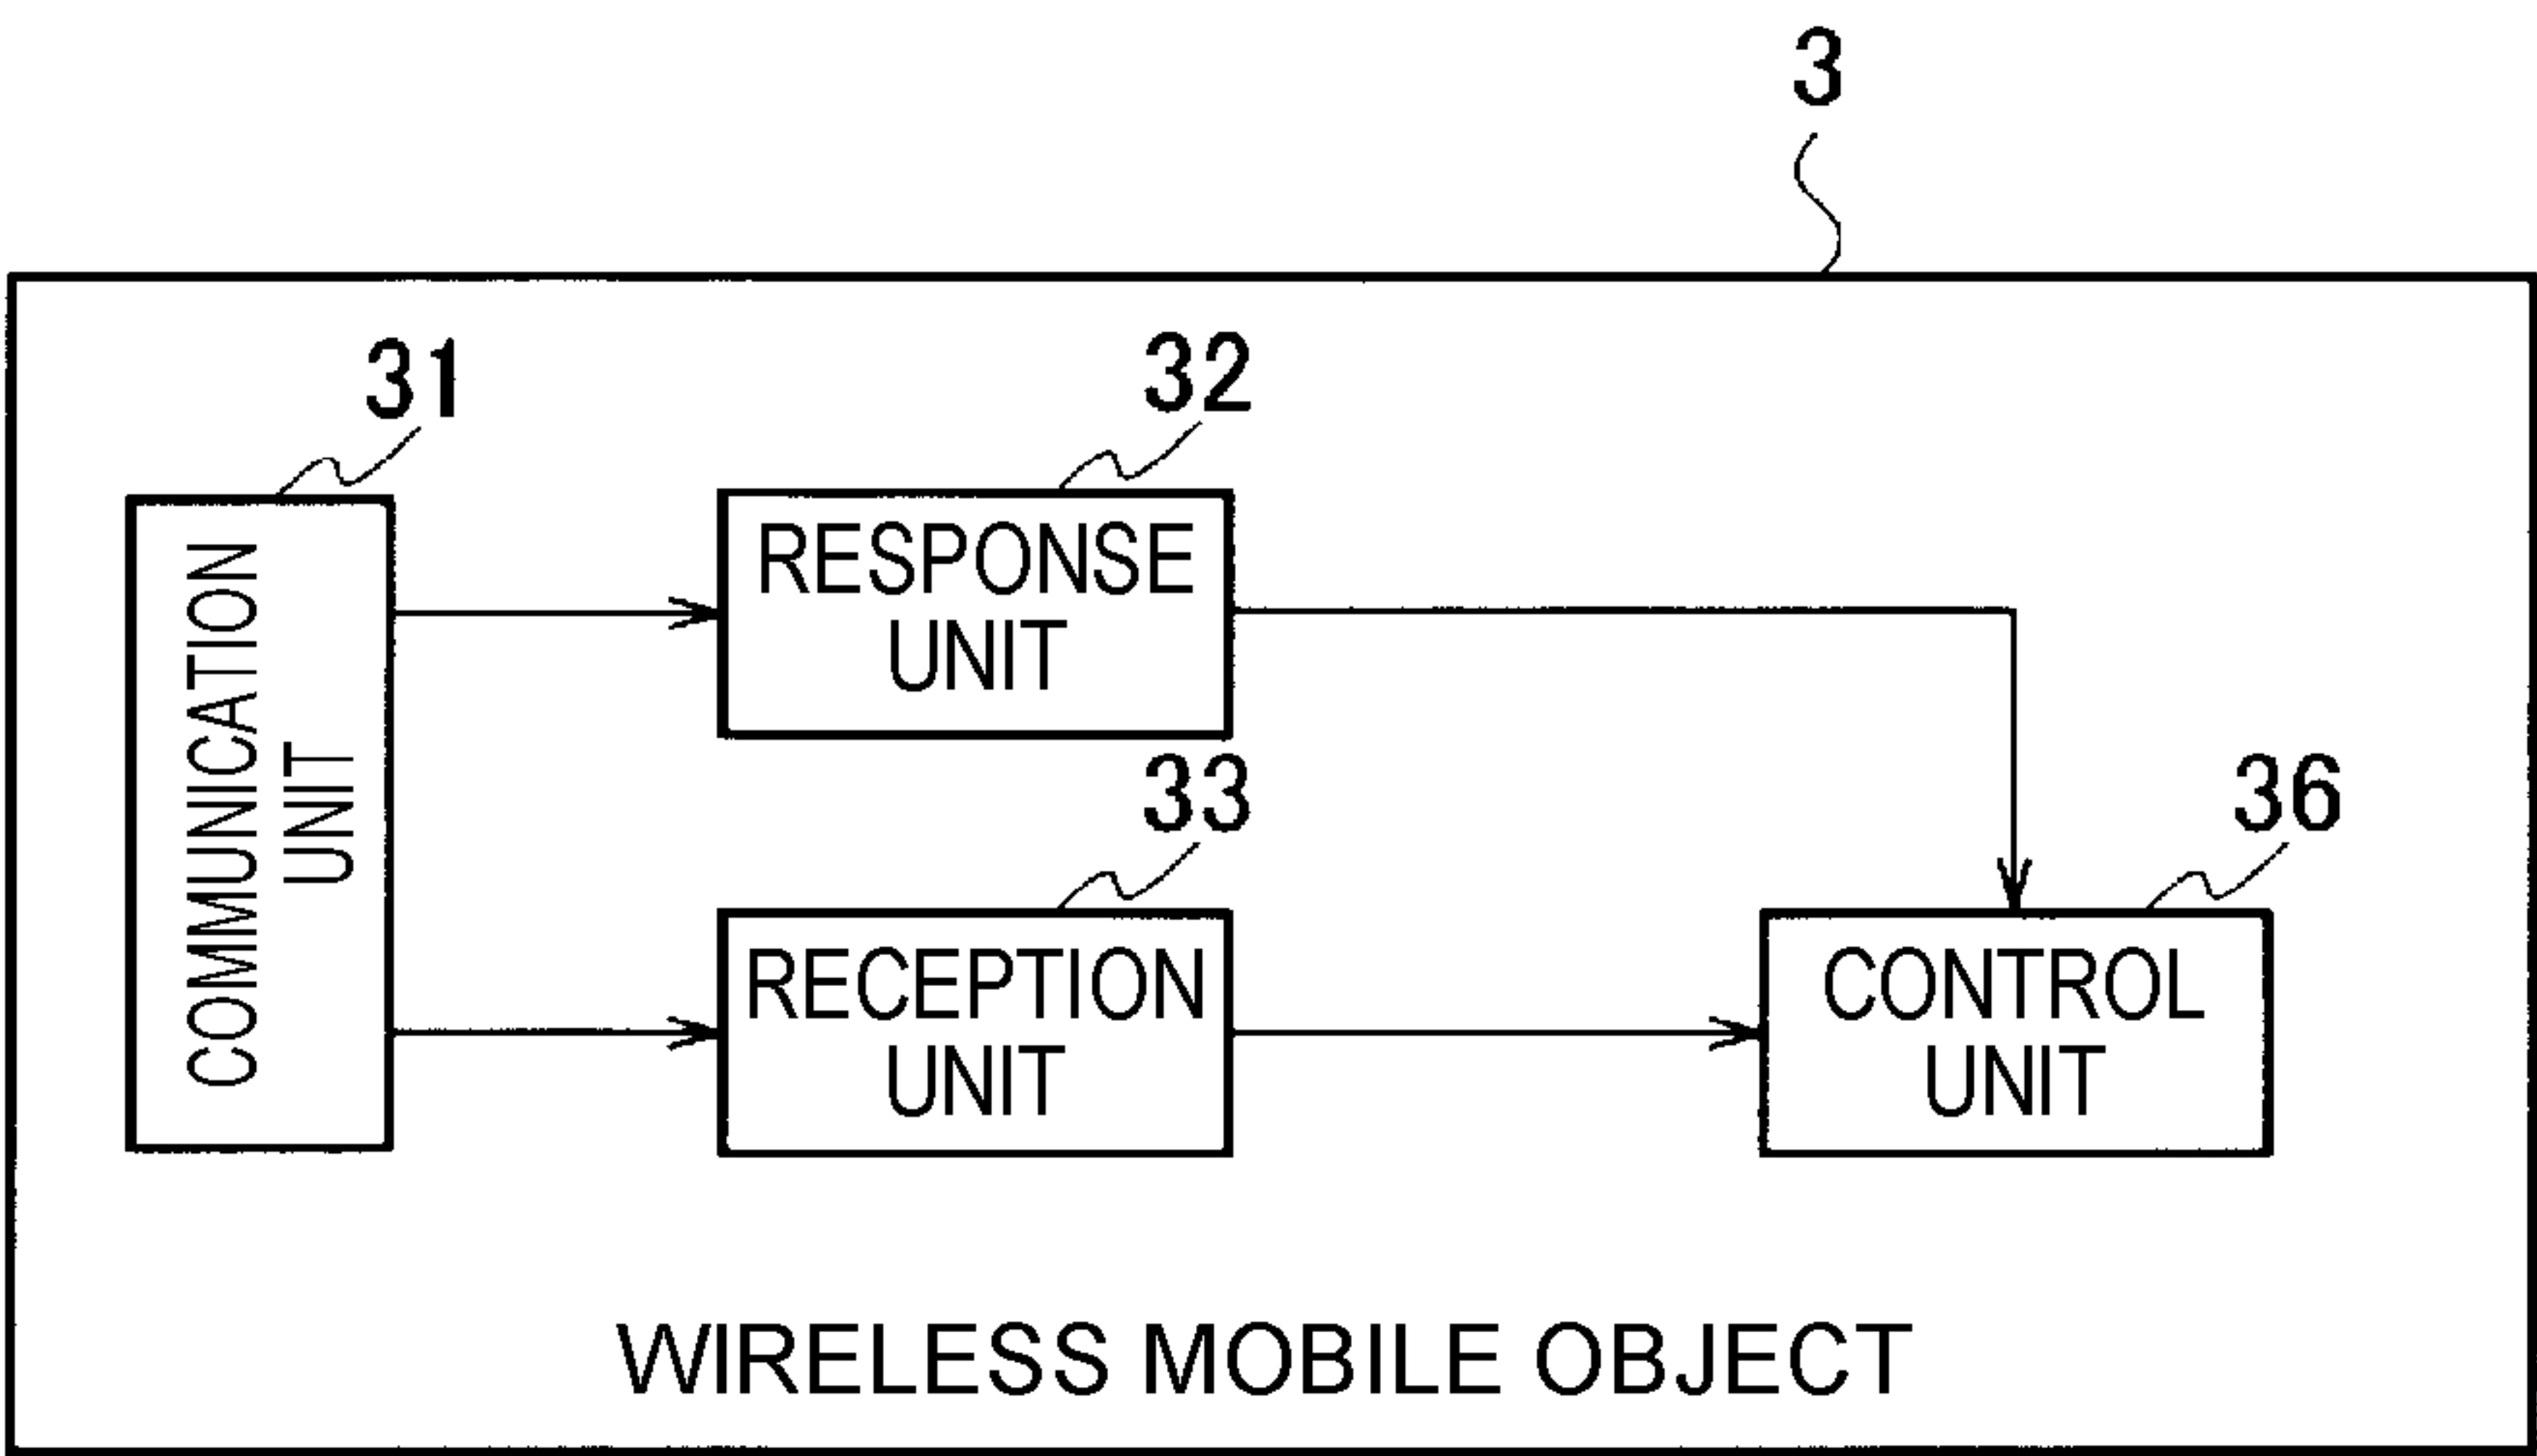 3
31
32
COMMUNICATION
UNIT
RESPONSE
UNIT
33
36
RECEPTION
UNIT
CONTROL
UNIT
WIRELESS MOBILE OBJECT